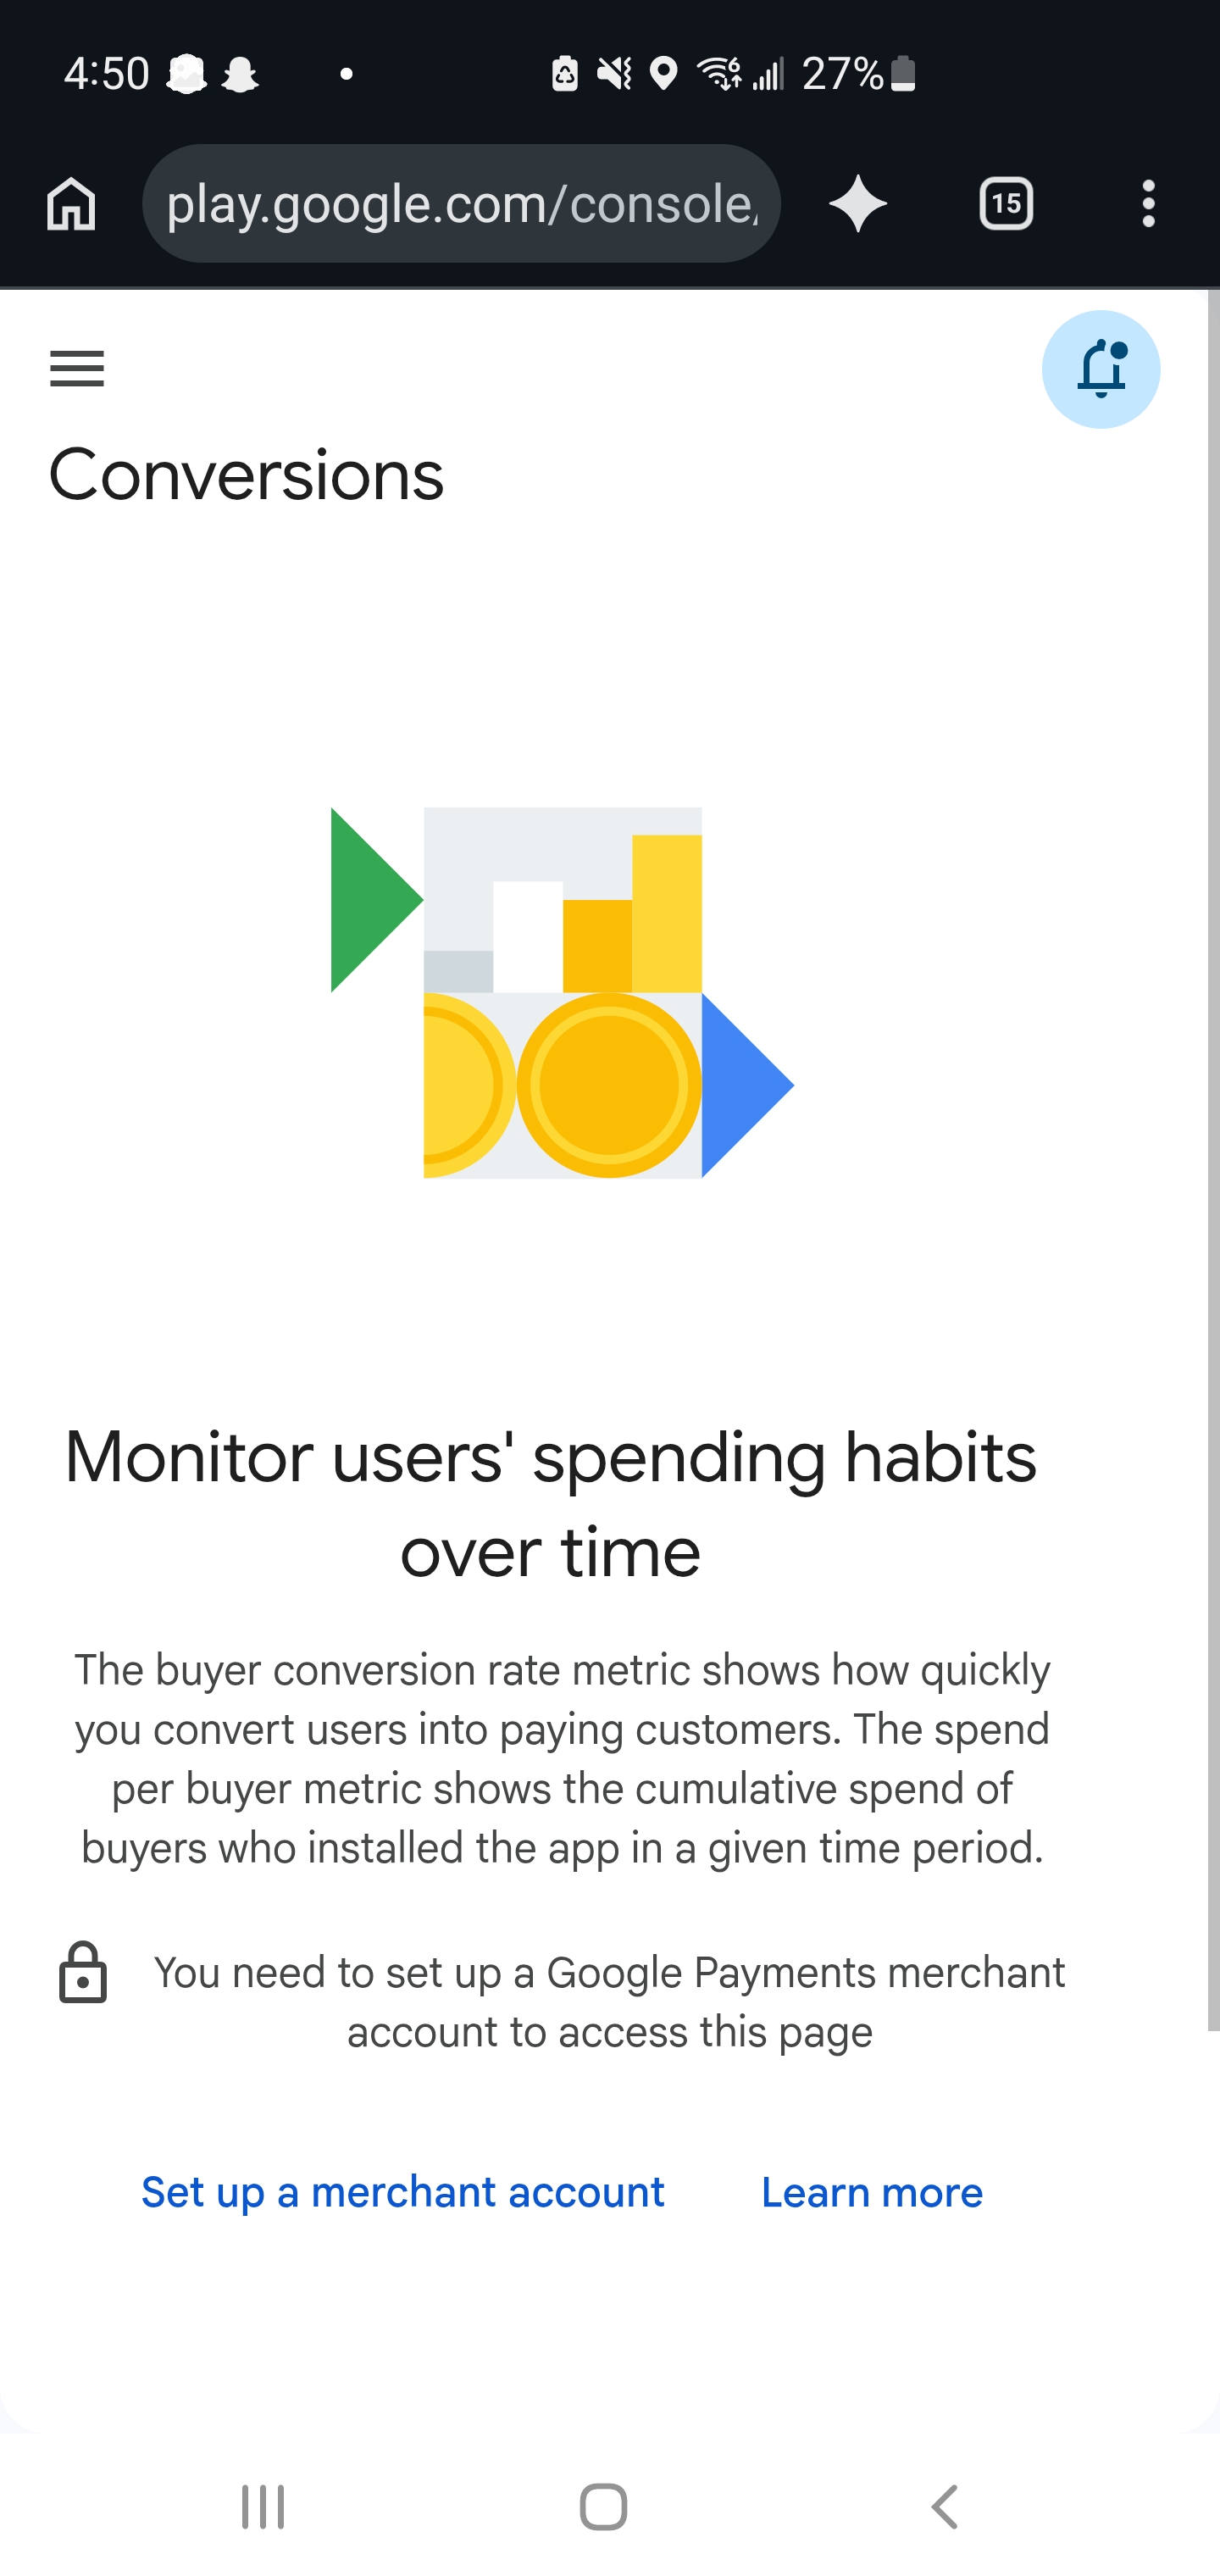 4:50
6
27%
play.google.com/console/
15
Conversions
Monitor users' spending habits
over time
The buyer conversion rate metric shows how quickly
you convert users into paying customers. The spend
per buyer metric shows the cumulative spend of
buyers who installed the app in a given time period.
You need to set up a Google Payments merchant
account to access this page
Set up a merchant account
Learn more